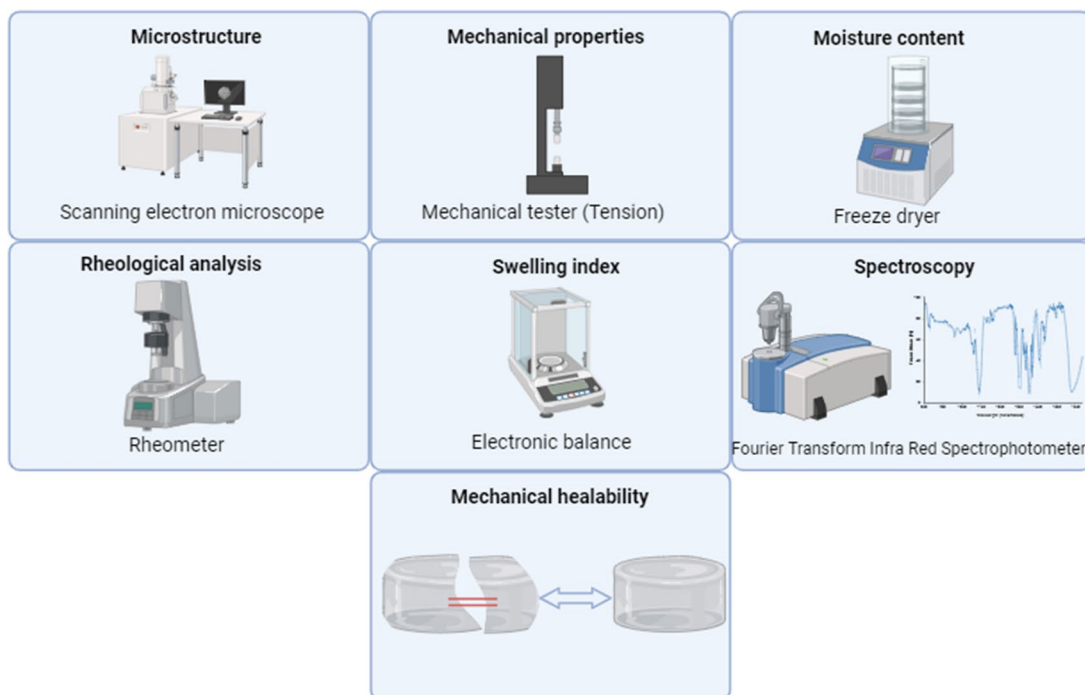 Microstructure
Scanning electron microscope
Mechanical properties
Mechanical tester (Tension)
Moisture content
Freeze dryer
Rheological analysis
Rheometer
Swelling index
Electronic balance
Spectroscopy
Fourier Transform Infra Red Spectrophotometer
Mechanical healability